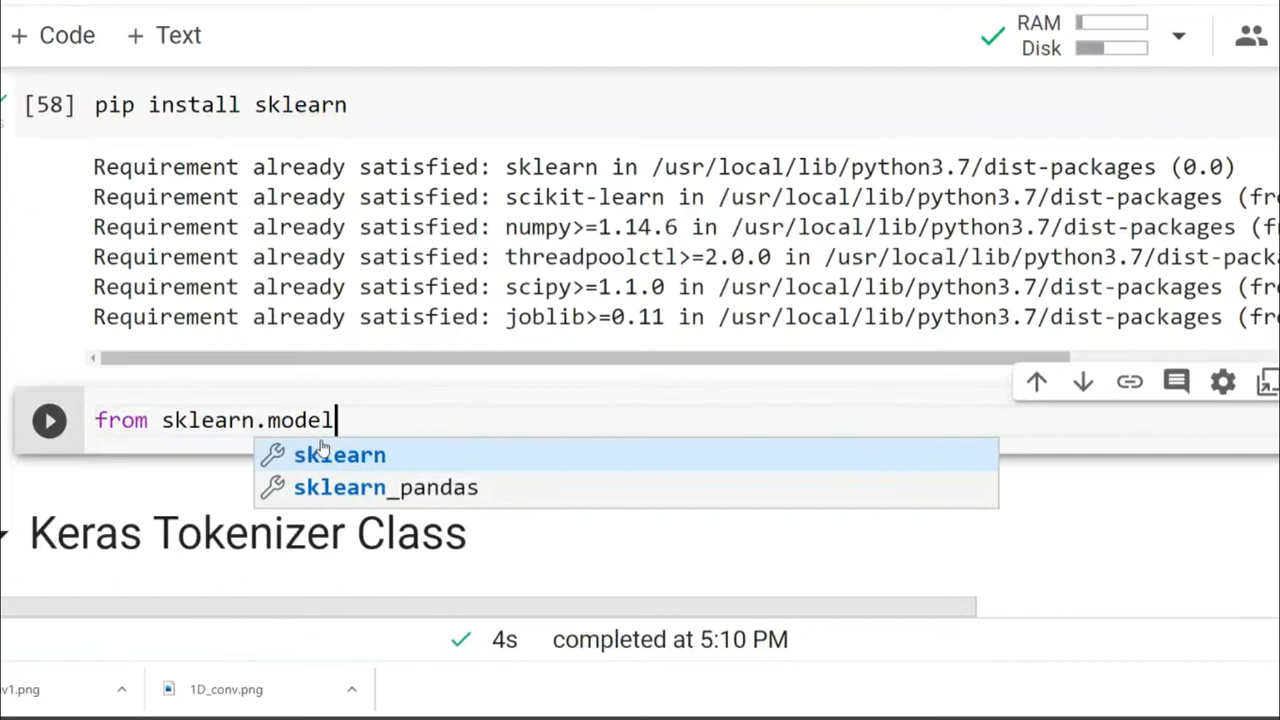 + Code + Text
RAM
Disk
[58] pip install sklearn
Requirement already satisfied: sklearn in /usr/local/lib/python3.7/dist-packages (0.0)
Requirement already satisfied: scikit-learn in /usr/local/lib/python3.7/dist-packages (fr
Requirement already satisfied: numpy>=1.14.6 in /usr/local/lib/python3.7/dist-packages (f
Requirement already satisfied: threadpoolctl>=2.0.0 in /usr/local/lib/python3.7/dist-pack
Requirement already satisfied: scipy>=1.1.0 in /usr/local/lib/python3.7/dist-packages (fr
Requirement already satisfied: joblib>=0.11 in /usr/local/lib/python3.7/dist-packages (fr
from sklearn.model
sklearn
sklearn_pandas
Keras Tokenizer Class
4s completed at 5:10 PM
v1.png 1D_conv.png